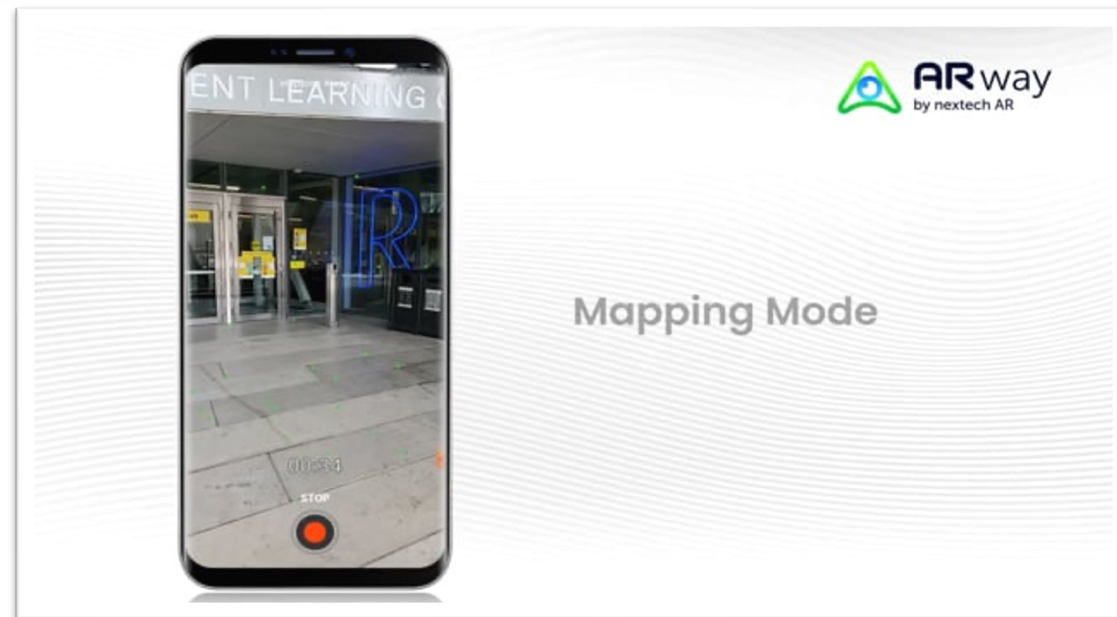 ENT LEARNING
R
00:34
STOP
ARway
by nextech AR
Mapping Mode